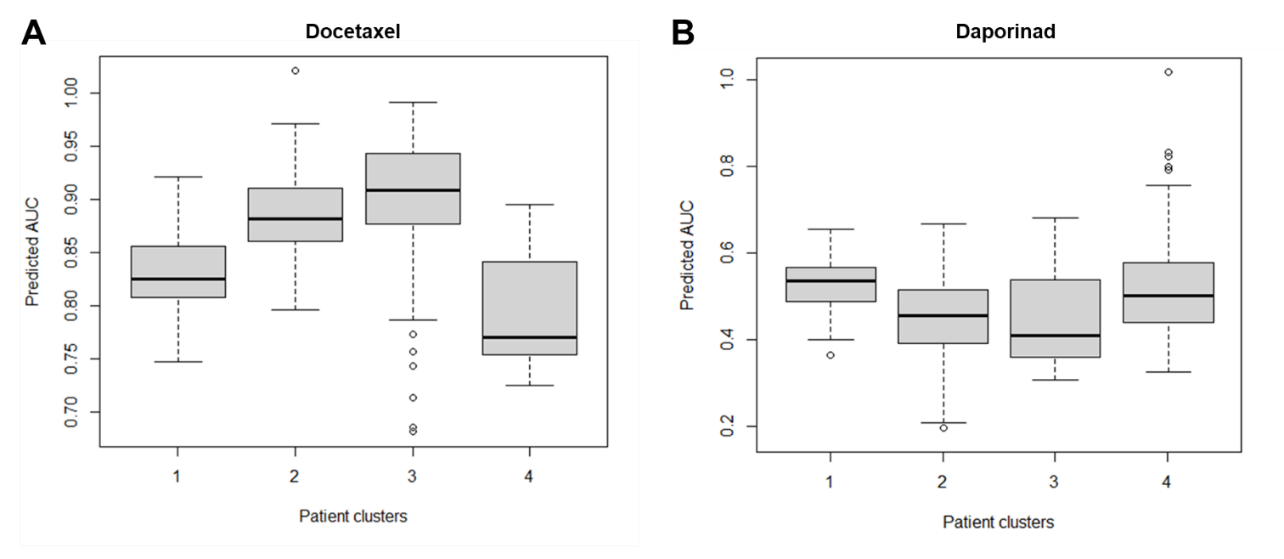 A
Docetaxel
Predicted AUC
1.00
0.95
0.90
0.85
0.80
0.75
0.70
1 2 3 4
Patient clusters
B
Daporinad
Predicted AUC
1.0
0.8
0.6
0.4
0.2
1 2 3 4
Patient clusters